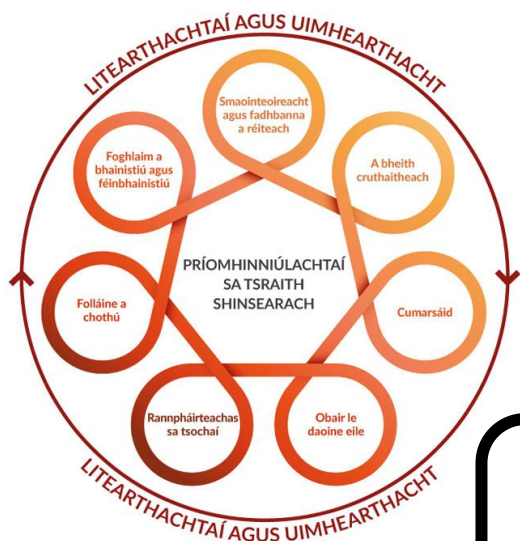 LITEARTHACHTAÍ AGUS UIMHEARTHACHT
Smaointeoireacht
agus fadhbanna
a réiteach
A bheith
cruthaitheach
Cumarsáid
Obair le
daoine eile
Rannpháirteachas
sa tsochaí
Folláine a
chothú
Foghlaim a
bhainistiú agus
féinbhainistiú
PRÍOMHINNIÚLACHTAÍ
SA TSRAITH
SHINSEARACH
LITEARTHACHTAÍ AGUS UIMHEARTHACHT